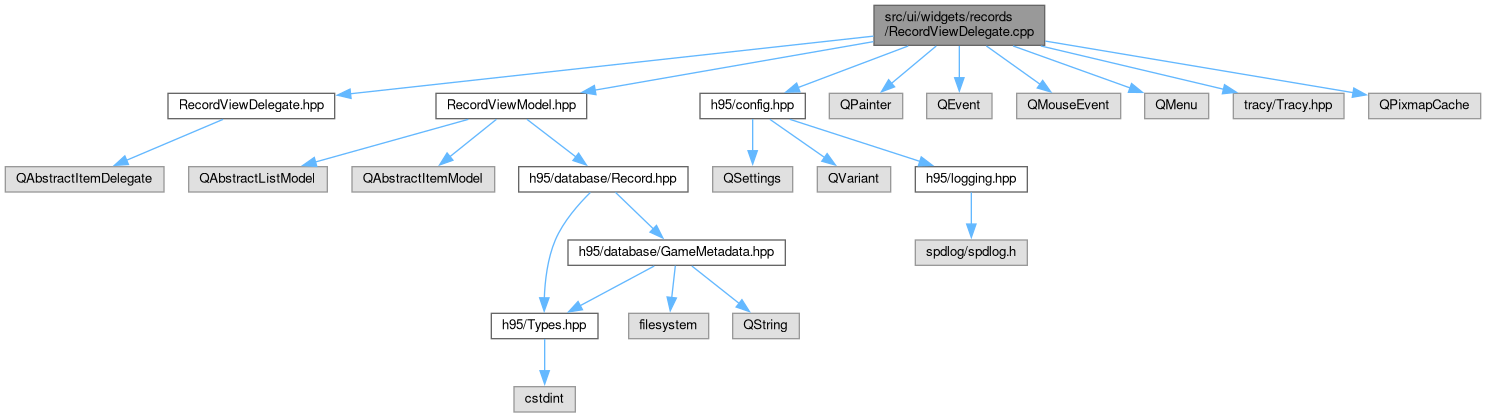 src/ui/widgets/records
/RecordViewDelegate.cpp
RecordViewDelegate.hpp
RecordViewModel.hpp
h95/config.hpp
QPainter
QEvent
QMouseEvent
QMenu
tracy/Tracy.hpp
QPixmapCache
QAbstractItemDelegate
QAbstractListModel
QAbstractItemModel
h95/database/Record.hpp
QSettings
QVariant
h95/logging.hpp
h95/database/GameMetadata.hpp
spdlog/spdlog.h
h95/Types.hpp
filesystem
QString
cstdint